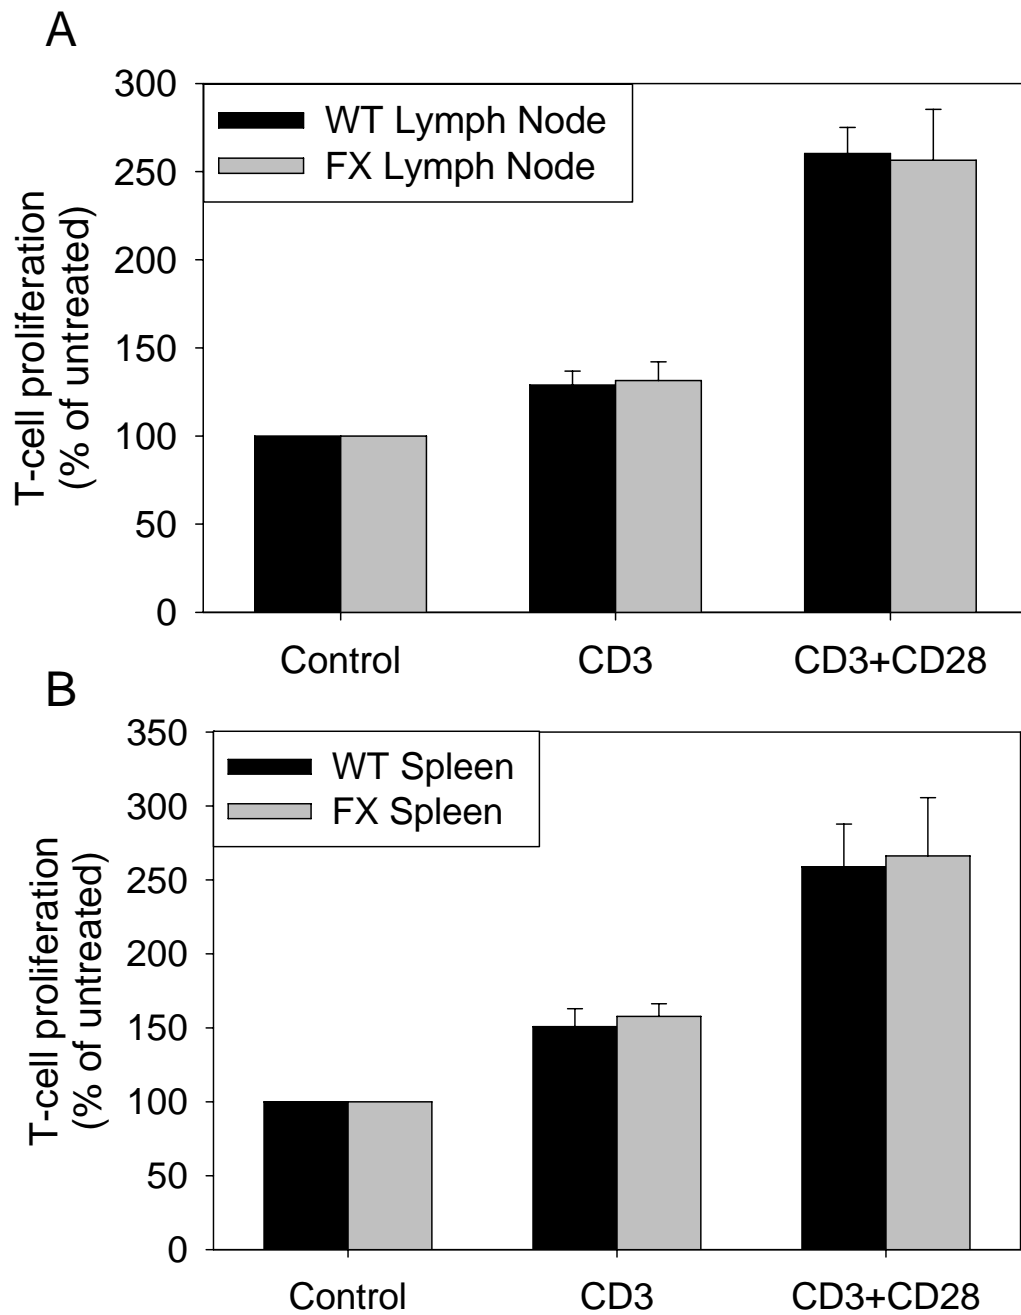 A
300
250
200
150
100
50
0
T-cell proliferation
(% of untreated)
WT Lymph Node
FX Lymph Node
Control CD3 CD3+CD28
B
350
300
250
200
150
100
50
0
T-cell proliferation
(% of untreated)
WT Spleen
FX Spleen
Control CD3 CD3+CD28